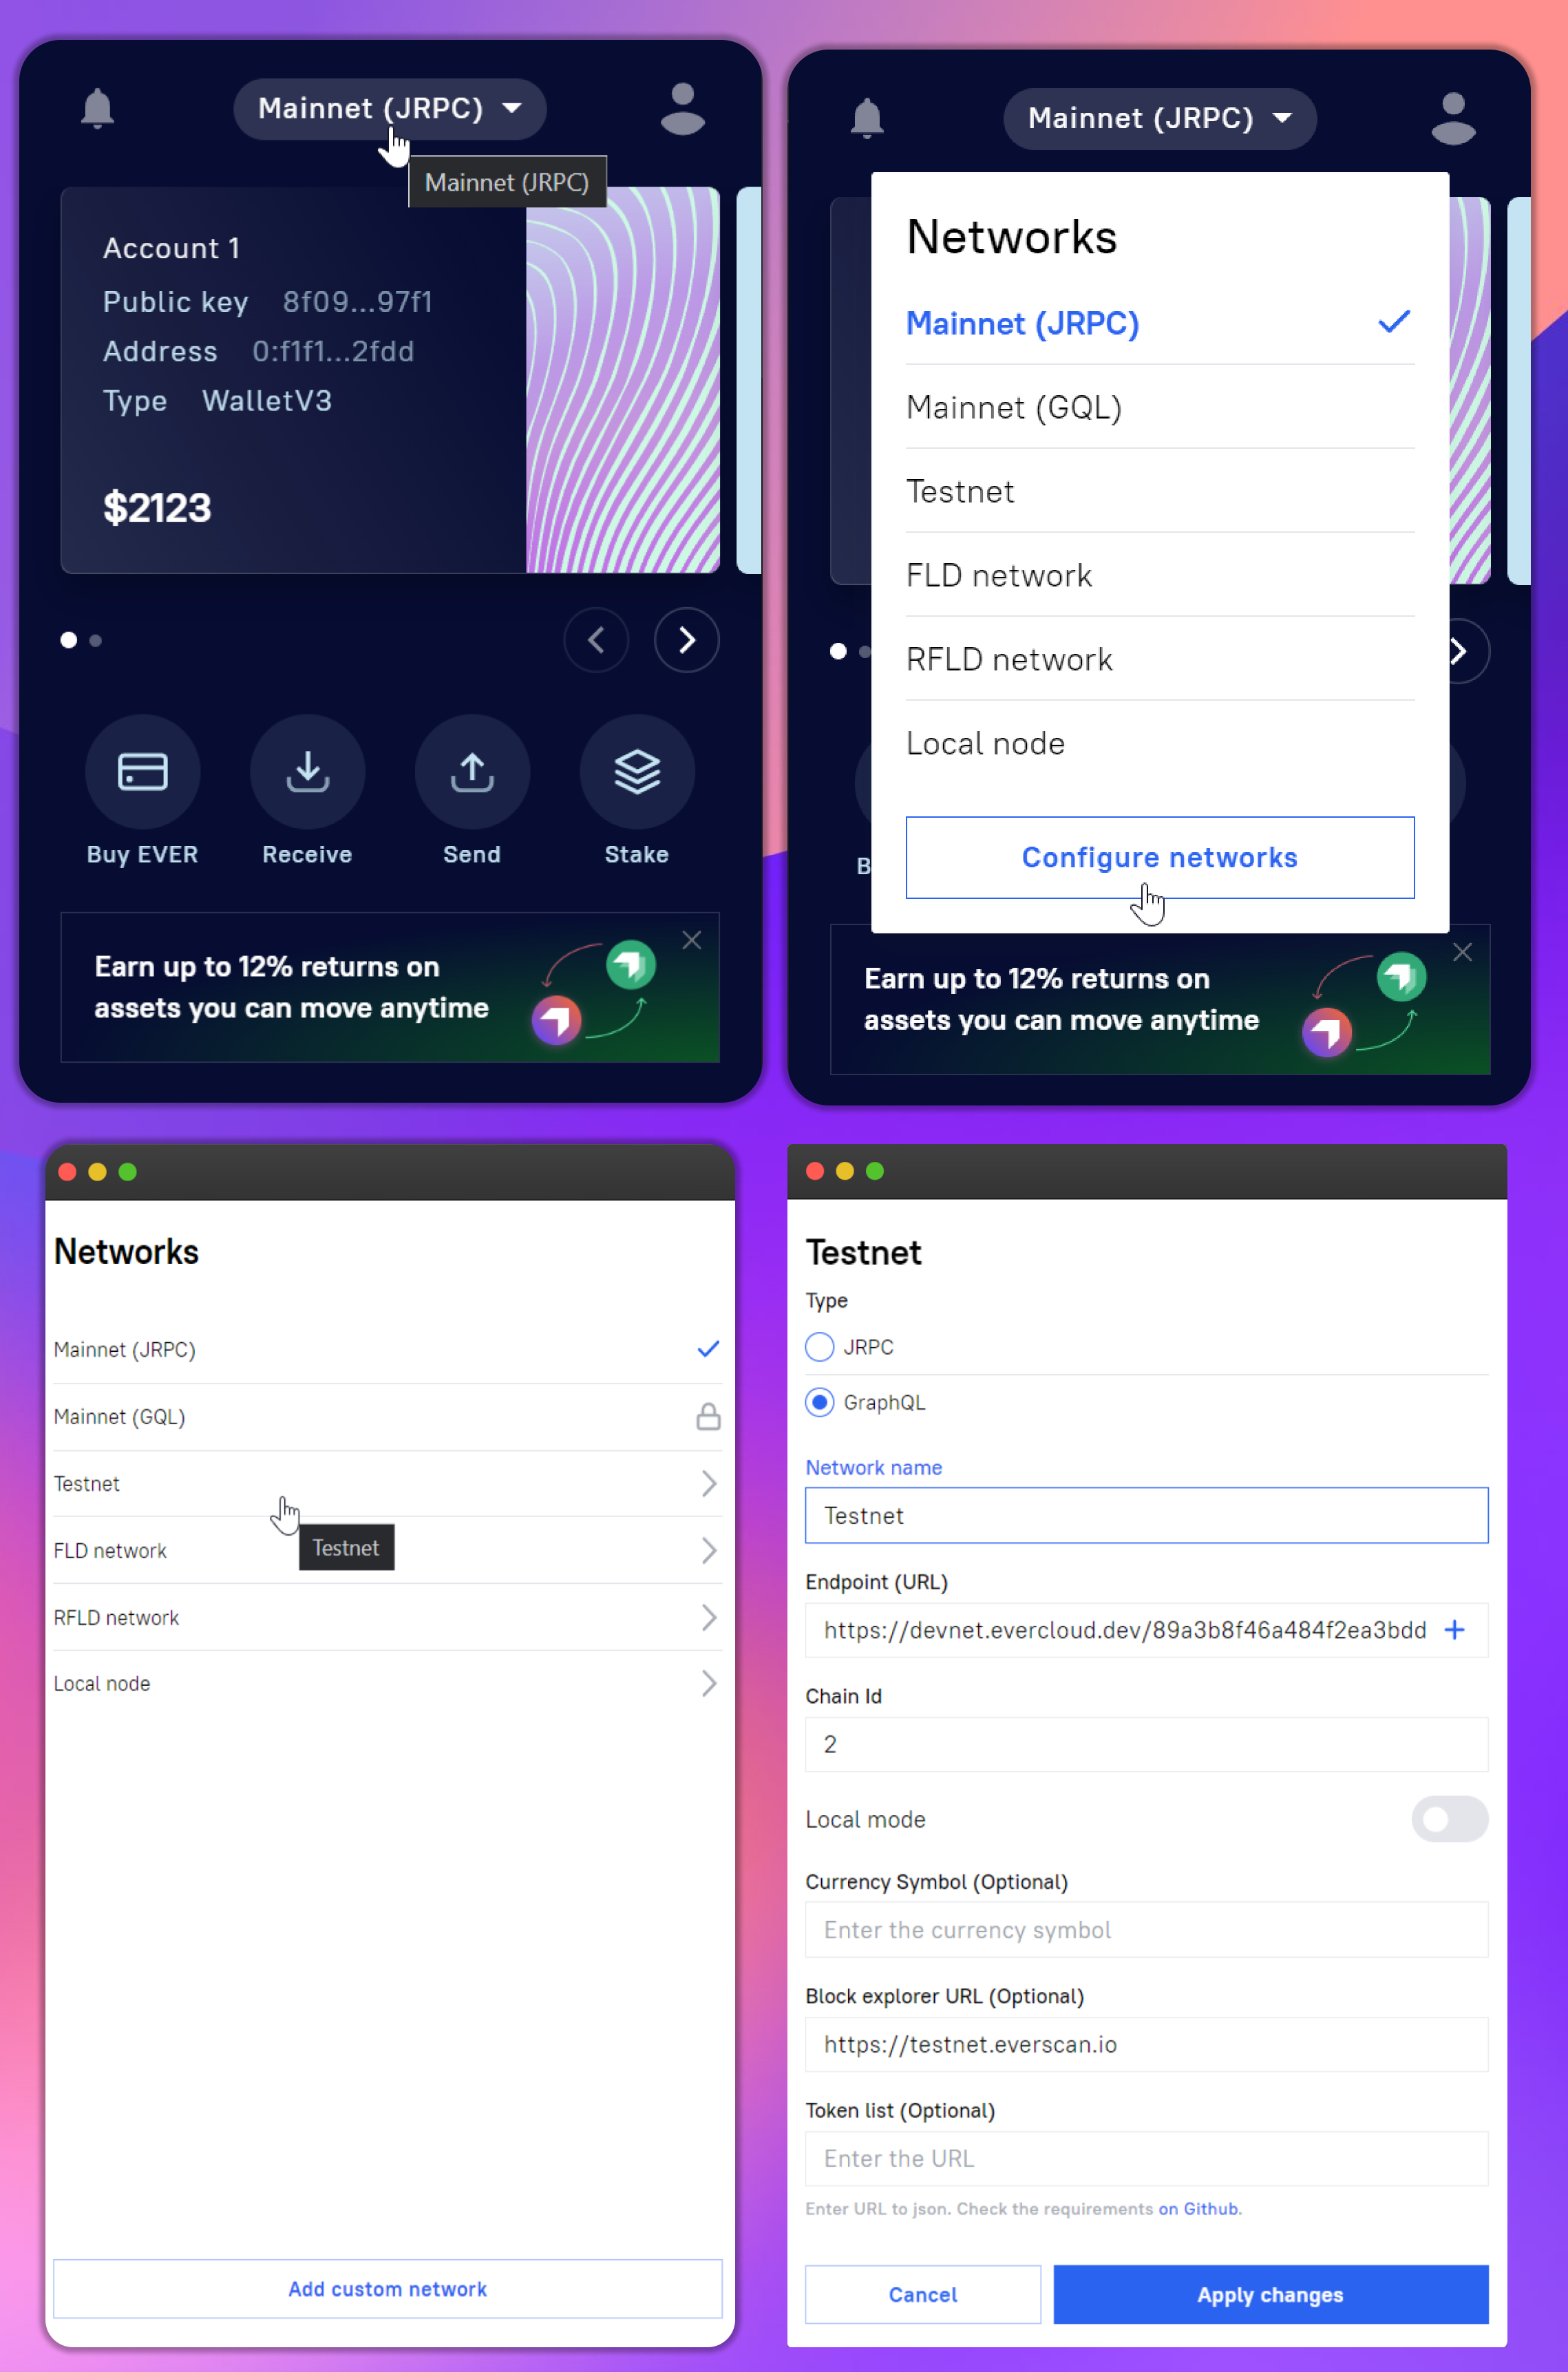 Mainnet (JRPC)
Mainnet (JRPC)
Account 1
Public key 8f09...97f1
Address 0:f1f1...2fdd
Type WalletV3
$2123
Buy EVER Receive Send Stake
Earn up to 12% returns on
assets you can move anytime
Mainnet (JRPC)
Networks
Mainnet (JRPC)
Mainnet (GQL)
Testnet
FLD network
RFLD network
Local node
Configure networks
B
Earn up to 12% returns on
assets you can move anytime
Networks
Mainnet (JRPC)
Mainnet (GQL)
Testnet
Testnet
FLD network
RFLD network
Local node
Add custom network
Testnet
Type
JRPC
GraphQL
Network name
Testnet
Endpoint (URL)
https://devnet.evercloud.dev/89a3b8f46a484f2ea3bdd
Chain Id
2
Local mode
Currency Symbol (Optional)
Enter the currency symbol
Block explorer URL (Optional)
https://testnet.everscan.io
Token list (Optional)
Enter the URL
Enter URL to json. Check the requirements on Github.
Cancel Apply changes